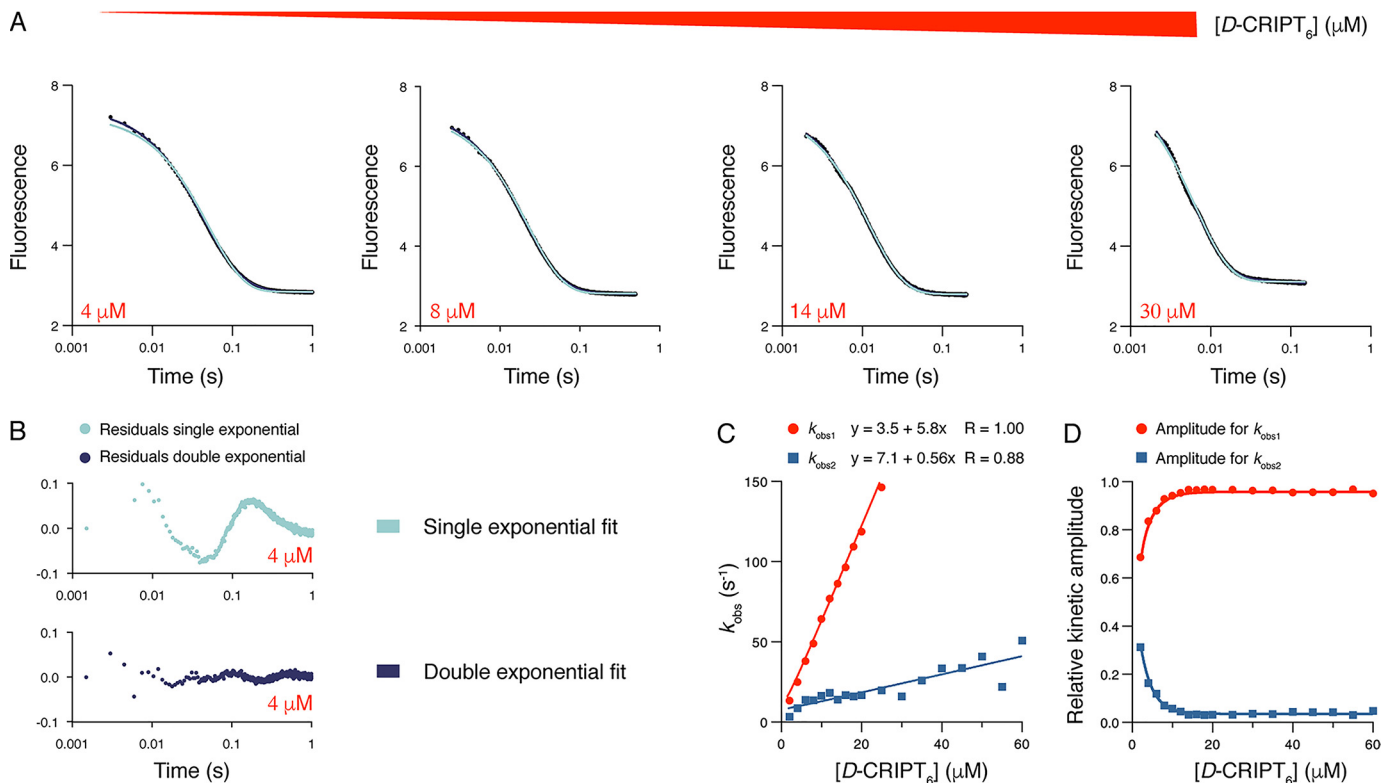 A
[D-CRIPT6] (μM)
8
6
4
2
Fluorescence
4 μM
0.001 0.01 0.1 1
Time (s)
8
6
4
2
Fluorescence
8 μM
0.001 0.01 0.1 1
Time (s)
8
6
4
2
Fluorescence
14 μM
0.001 0.01 0.1 1
Time (s)
8
6
4
2
Fluorescence
30 μM
0.001 0.01 0.1 1
Time (s)
B
Residuals single exponential
Residuals double exponential
0.1
0.0
-0.1
4 μM
0.001 0.01 0.1 1
0.1
0.0
-0.1
4 μM
0.001 0.01 0.1 1
Time (s)
Single exponential fit
Double exponential fit
C
kobs1 y = 3.5 + 5.8x R = 1.00
kobs2 y = 7.1 + 0.56x R = 0.88
150
100
50
0
kobs (s-1)
0 20 40 60
[D-CRIPT6] (μM)
D
Amplitude for kobs1
Amplitude for kobs2
1.0
0.8
0.6
0.4
0.2
0.0
Relative kinetic amplitude
0 20 40 60
[D-CRIPT6] (μM)